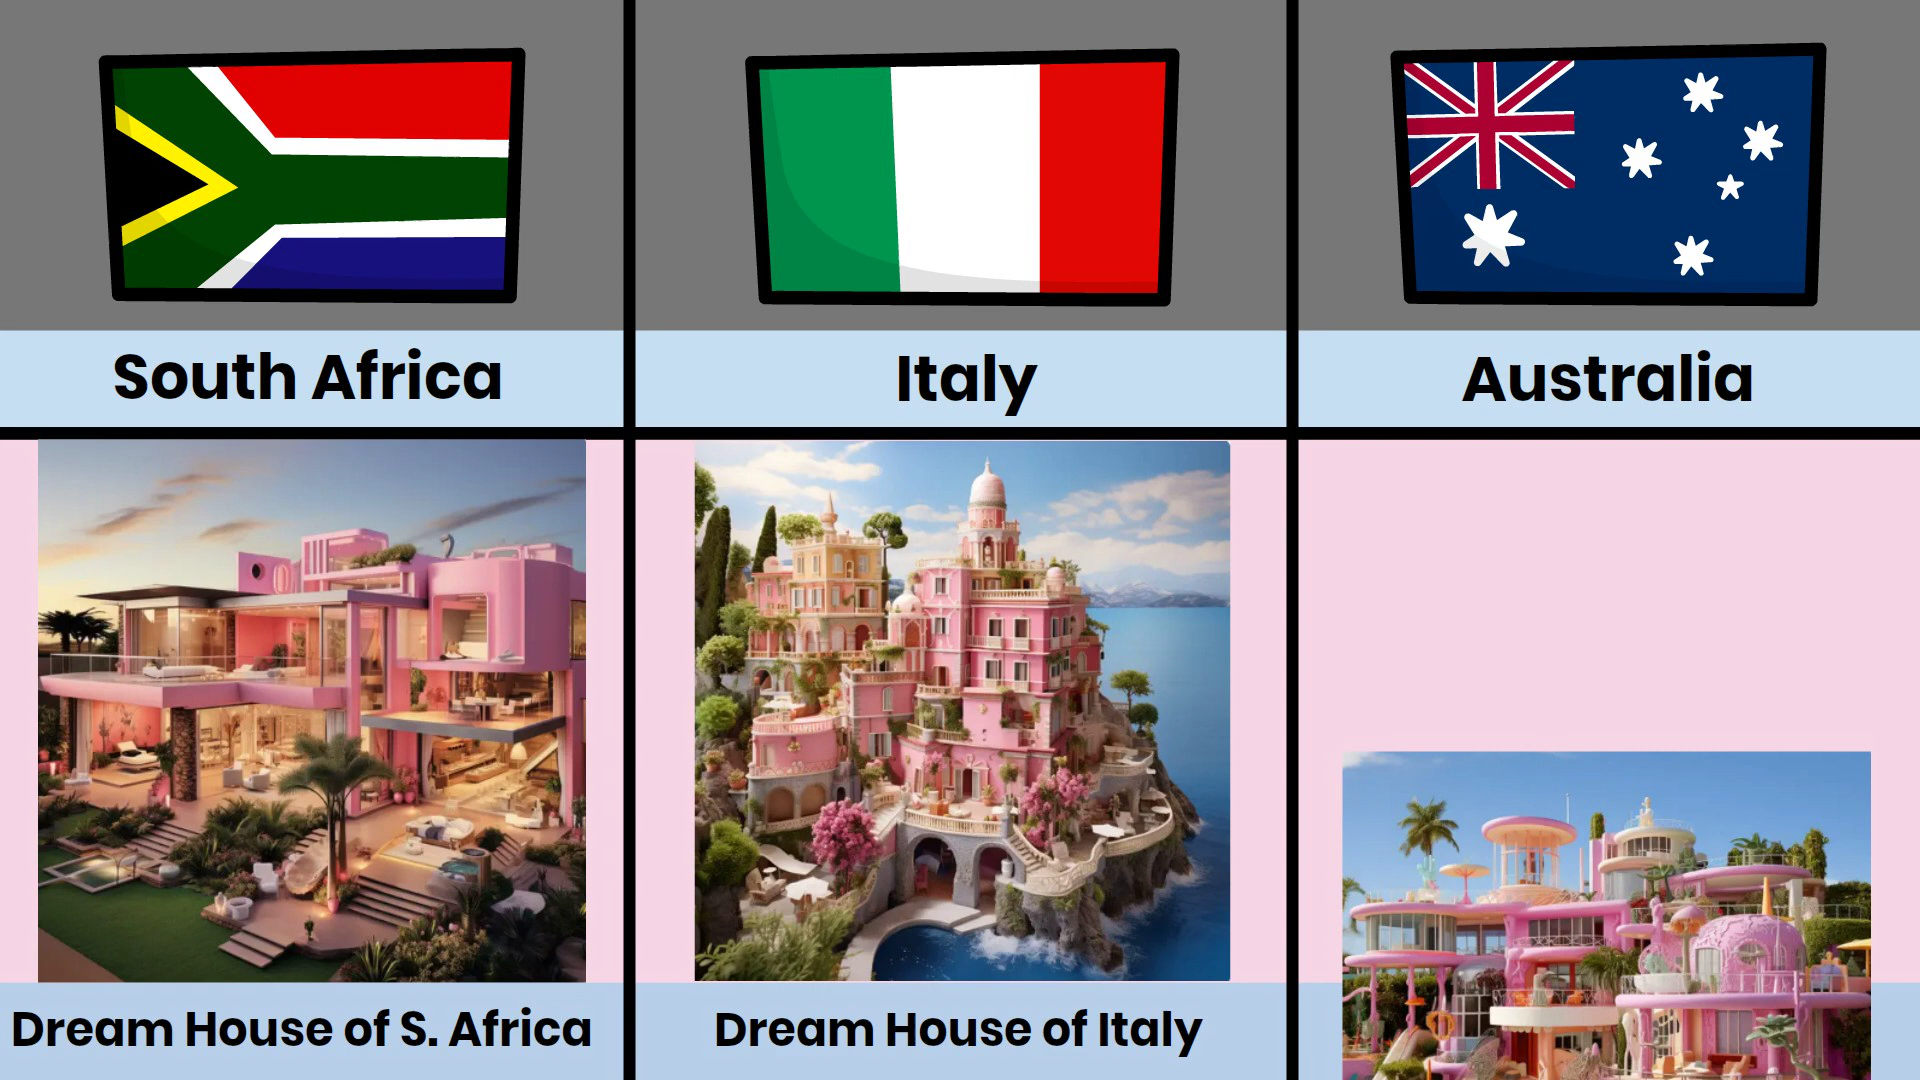 South Africa
Italy
Australia
Dream House of S. Africa
Dream House of Italy